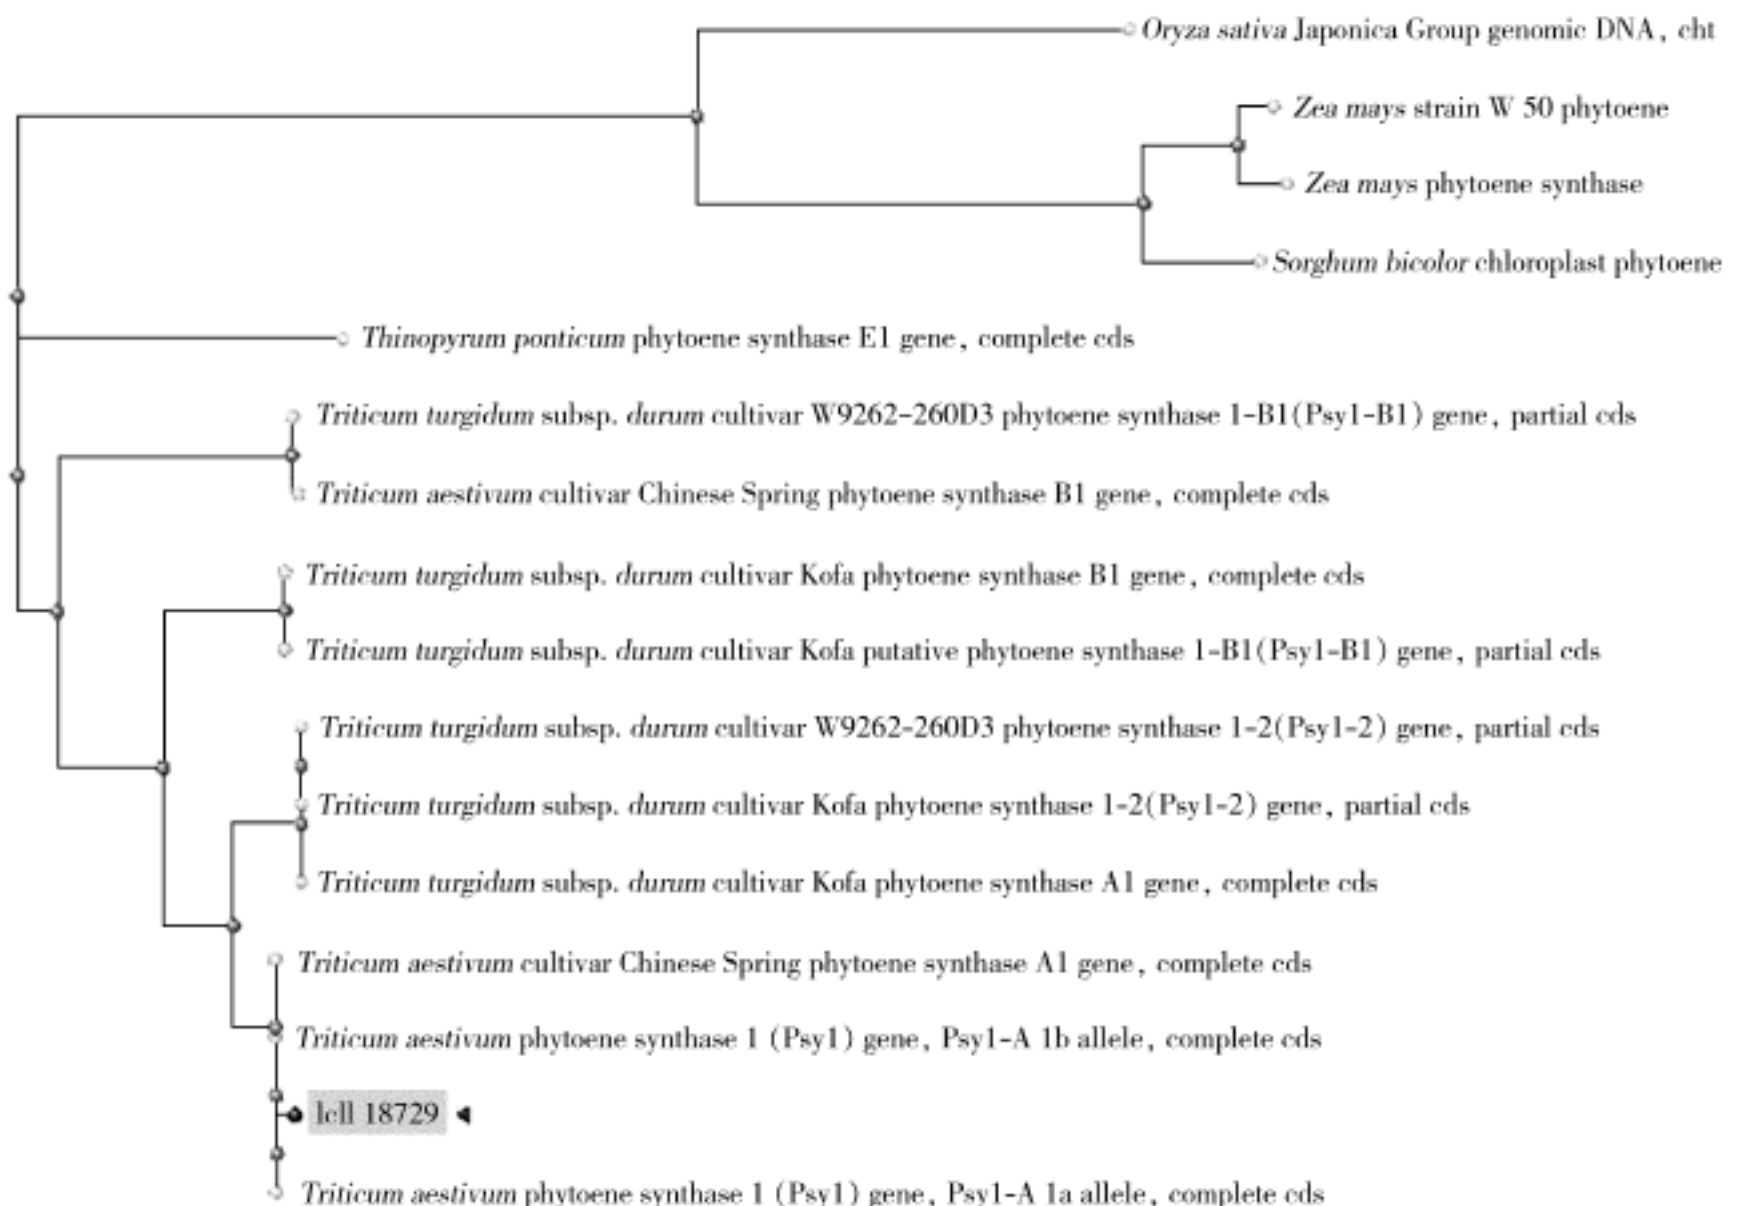 Oryza sativa Japonica Group genomic DNA, cht
Zea mays strain W 50 phytoene
Zea mays phytoene synthase
Sorghum bicolor chloroplast phytoene
Thinopyrum ponticum phytoene synthase E1 gene, complete cds
Triticum turgidum subsp. durum cultivar W9262-260D3 phytoene synthase 1-B1(Psy1-B1) gene, partial cds
Triticum aestivum cultivar Chinese Spring phytoene synthase B1 gene, complete cds
Triticum turgidum subsp. durum cultivar Kofa phytoene synthase B1 gene, complete cds
Triticum turgidum subsp. durum cultivar Kofa putative phytoene synthase 1-B1(Psy1-B1) gene, partial cds
Triticum turgidum subsp. durum cultivar W9262-260D3 phytoene synthase 1-2(Psy1-2) gene, partial cds
Triticum turgidum subsp. durum cultivar Kofa phytoene synthase 1-2(Psy1-2) gene, partial cds
Triticum turgidum subsp. durum cultivar Kofa phytoene synthase A1 gene, complete cds
Triticum aestivum cultivar Chinese Spring phytoene synthase A1 gene, complete cds
Triticum aestivum phytoene synthase 1 (Psy1) gene, Psy1-A 1b allele, complete cds
lcll 18729
Triticum aestivum phytoene synthase 1 (Psy1) gene, Psy1-A 1a allele, complete cds